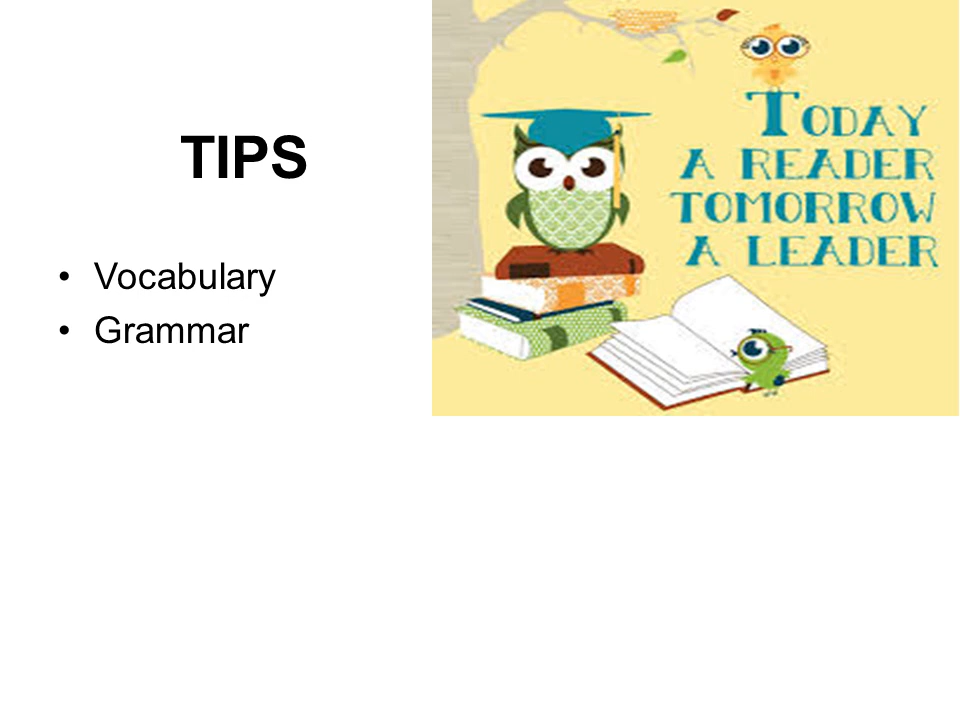 TIPS
• Vocabulary
• Grammar
TODAY
A READER
TOMORROW
A LEADER